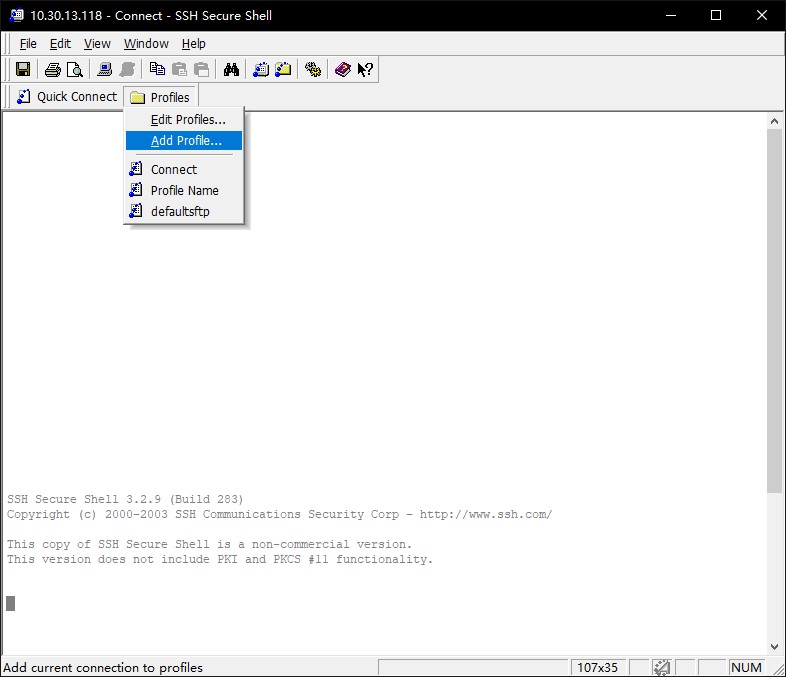 10.30.13.118 - Connect - SSH Secure Shell
File Edit View Window Help
Quick Connect Profiles
Edit Profiles...
Add Profile...
Connect
Profile Name
defaultsftp
SSH Secure Shell 3.2.9 (Build 283)
Copyright (c) 2000-2003 SSH Communications Security Corp - http://www.ssh.com/
This copy of SSH Secure Shell is a non-commercial version.
This version does not include PKI and PKCS #11 functionality.
Add current connection to profiles 107x35 NUM